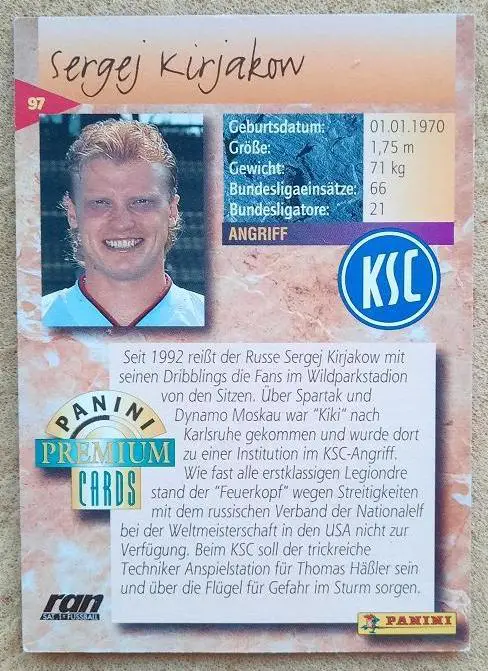 Sergej Kirjakow
97
Geburtsdatum: 01.01.1970
Größe: 1,75 m
Gewicht: 71 kg
Bundesligaeinsätze: 66
Bundesligatore: 21
ANGRIFF
KSC
Seit 1992 reißt der Russe Sergej Kirjakow mit
seinen Dribblings die Fans im Wildparkstadion
von den Sitzen. Über Spartak und
Dynamo Moskau war "Kiki" nach
Karlsruhe gekommen und wurde dort
zu einer Institution im KSC-Angriff.
Wie fast alle erstklassigen Legiondre
stand der "Feuerkopf" wegen Streitigkeiten
mit dem russischen Verband der Nationalelf
bei der Weltmeisterschaft in den USA nicht zur
Verfügung. Beim KSC soll der trickreiche
Techniker Anspielstation für Thomas Häßler sein
und über die Flügel für Gefahr im Sturm sorgen.
PANINI
PREMIUM
CARDS
ran
SAT.1-FUSSBALL
PANINI